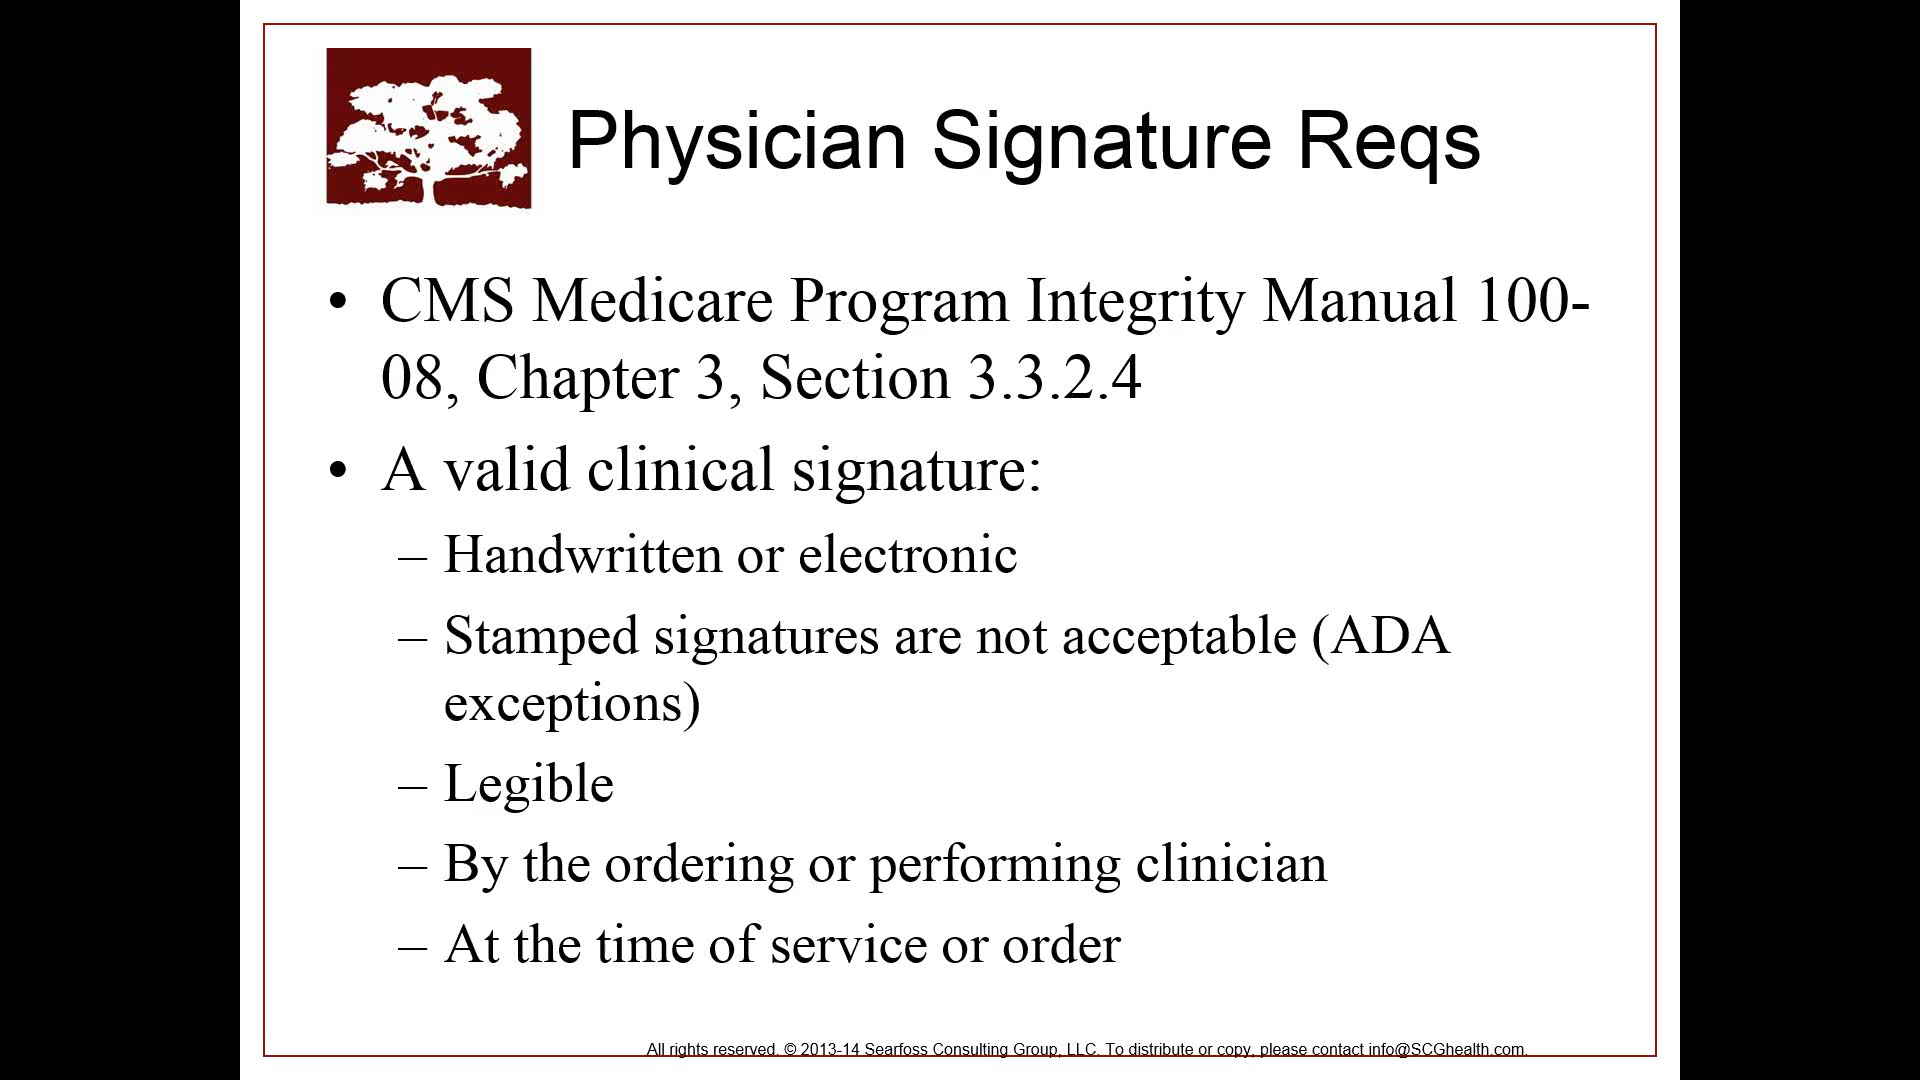 Physician Signature Reqs
• CMS Medicare Program Integrity Manual 100-
08, Chapter 3, Section 3.3.2.4
• A valid clinical signature:
– Handwritten or electronic
– Stamped signatures are not acceptable (ADA
exceptions)
– Legible
– By the ordering or performing clinician
– At the time of service or order
All rights reserved. © 2013-14 Searfoss Consulting Group, LLC. To distribute or copy, please contact info@SCGhealth.com.